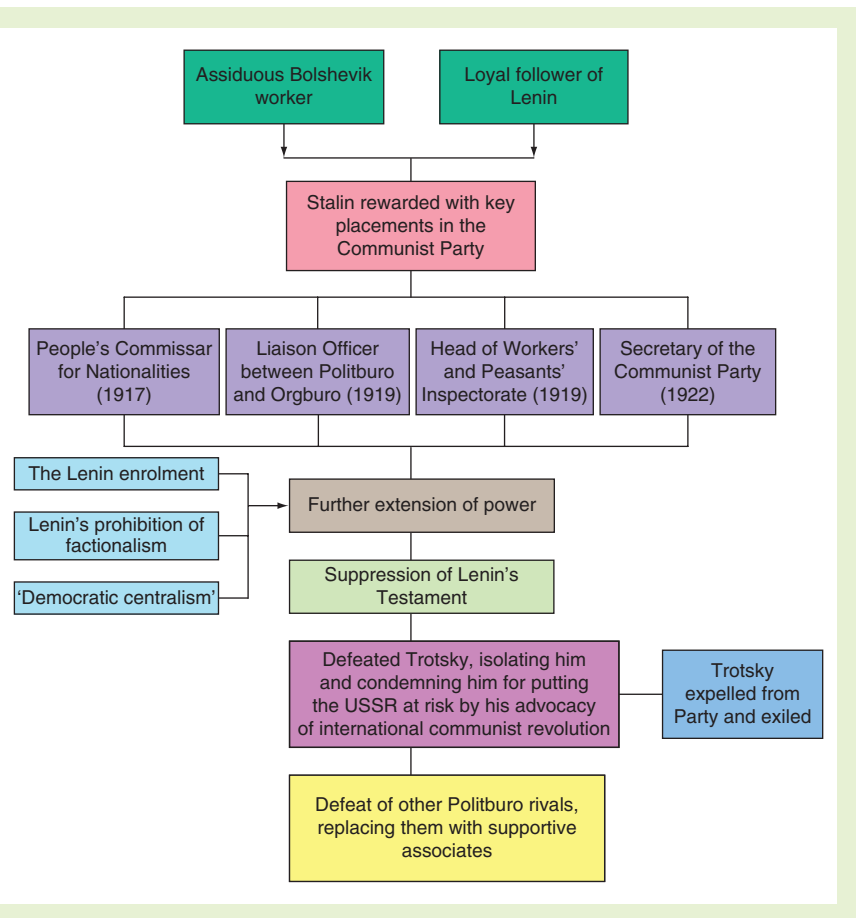 Assiduous Bolshevik
worker
Loyal follower of
Lenin
Stalin rewarded with key
placements in the
Communist Party
People's Commissar
for Nationalities
(1917)
Liaison Officer
between Politburo
and Orgburo (1919)
Head of Workers'
and Peasants'
Inspectorate (1919)
Secretary of the
Communist Party
(1922)
The Lenin enrolment
Lenin's prohibition of
factionalism
'Democratic centralism'
Further extension of power
Suppression of Lenin's
Testament
Defeated Trotsky, isolating him
and condemning him for putting
the USSR at risk by his advocacy
of international communist revolution
Trotsky
expelled from
Party and exiled
Defeat of other Politburo rivals,
replacing them with supportive
associates